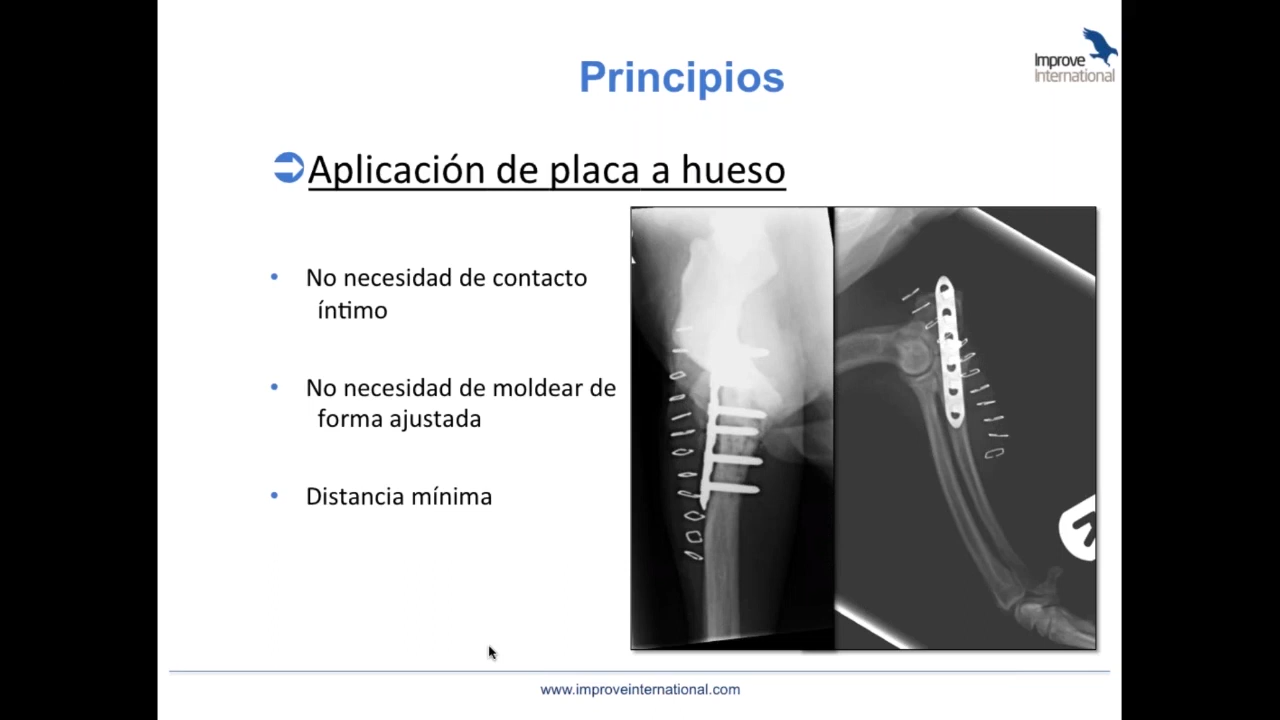 Principios
Improve
International
Aplicación de placa a hueso
• No necesidad de contacto
íntimo
• No necesidad de moldear de
forma ajustada
• Distancia mínima
www.improveinternational.com